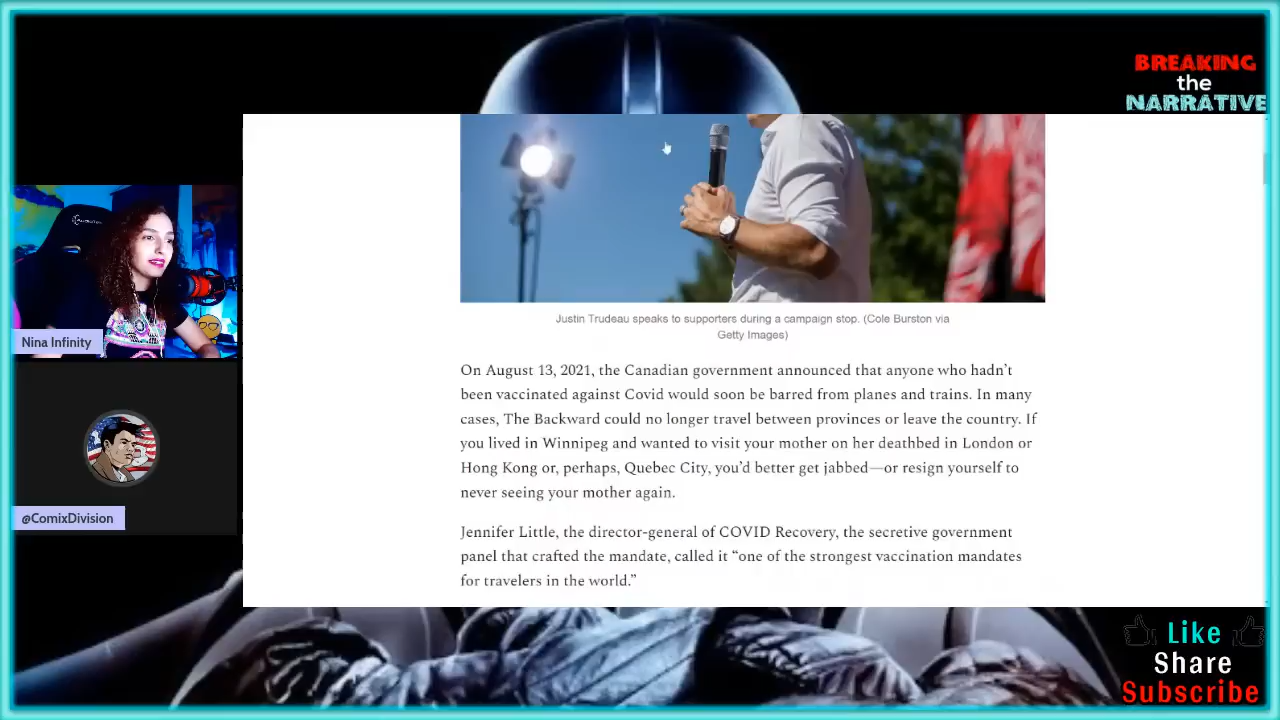 BREAKING
the
NARRATIVE
Justin Trudeau speaks to supporters during a campaign stop. (Cole Burston via
Getty Images)
On August 13, 2021, the Canadian government announced that anyone who hadn't
been vaccinated against Covid would soon be barred from planes and trains. In many
cases, The Backward could no longer travel between provinces or leave the country. If
you lived in Winnipeg and wanted to visit your mother on her deathbed in London or
Hong Kong or, perhaps, Quebec City, you'd better get jabbed—or resign yourself to
never seeing your mother again.
Jennifer Little, the director-general of COVID Recovery, the secretive government
panel that crafted the mandate, called it “one of the strongest vaccination mandates
for travelers in the world.”
Nina Infinity
@ComixDivision
Like
Share
Subscribe